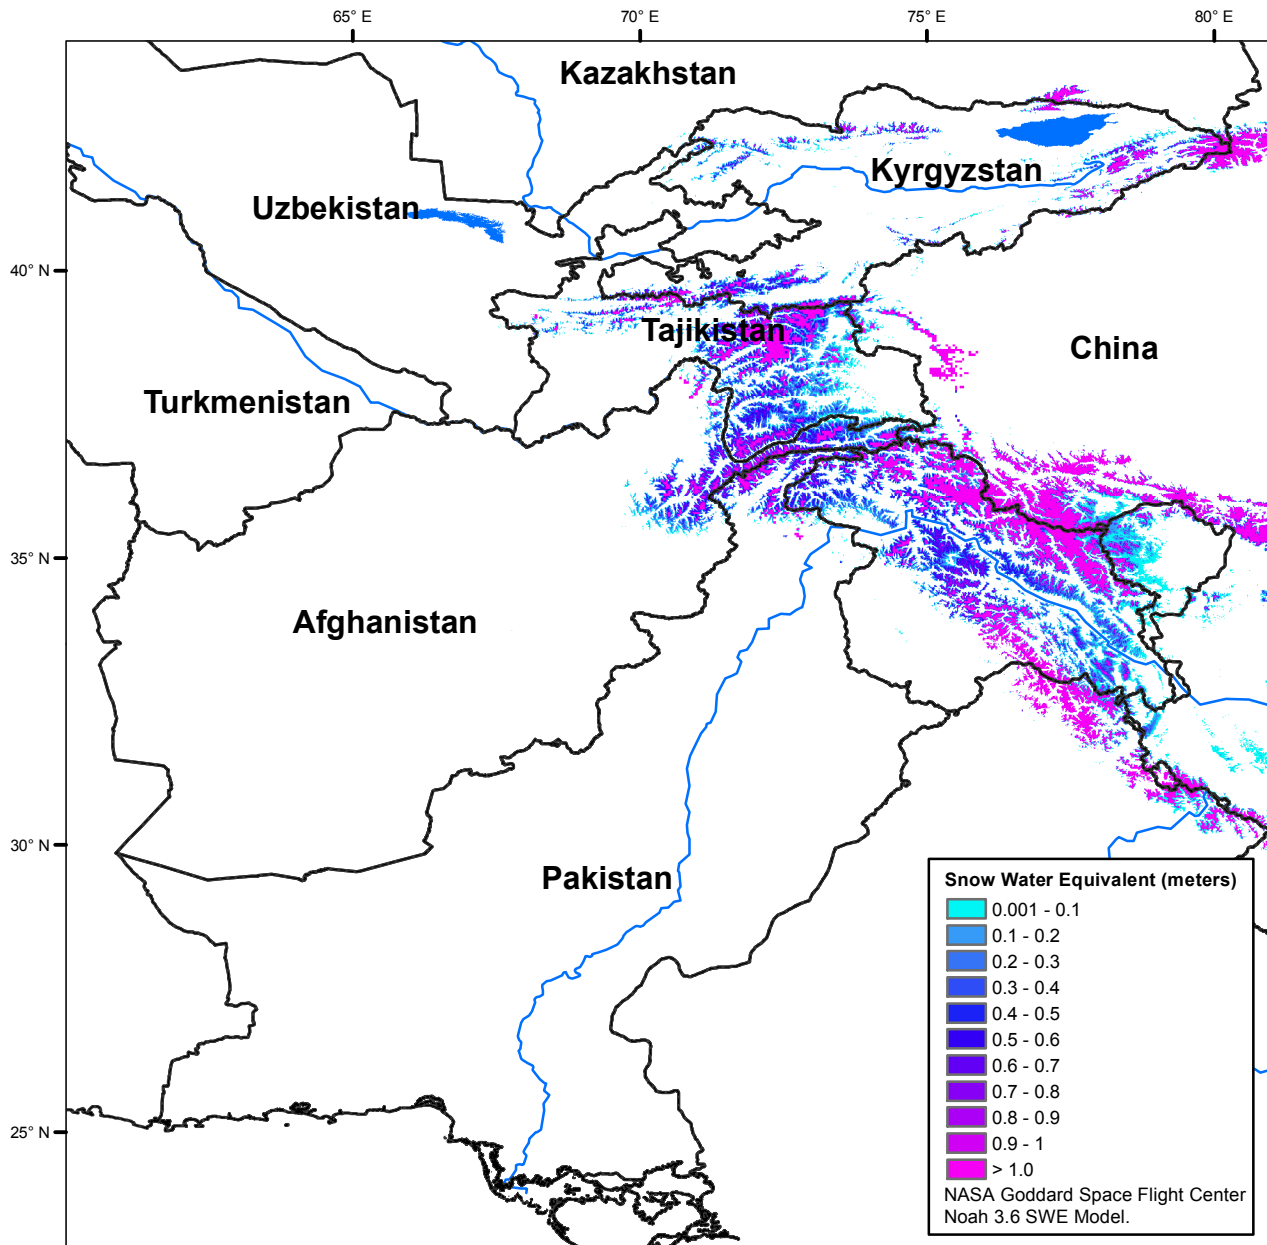 65° E
70° E
75° E
80° E
Kazakhstan
Kyrgyzstan
Uzbekistan
40° N
Tajikistan
China
Turkmenistan
35° N
Afghanistan
30° N
Pakistan
25° N
Snow Water Equivalent (meters)
0.001 - 0.1
0.1 - 0.2
0.2 - 0.3
0.3 - 0.4
0.4 - 0.5
0.5 - 0.6
0.6 - 0.7
0.7 - 0.8
0.8 - 0.9
0.9 - 1
> 1.0
NASA Goddard Space Flight Center
Noah 3.6 SWE Model.